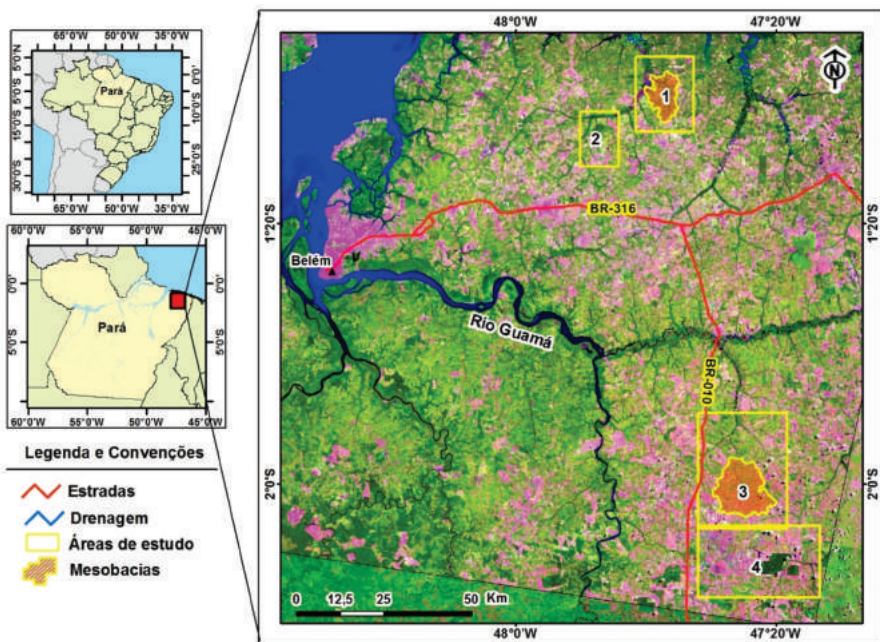 65°0'W 50°0'W 35°0'W
5°0'N
5°0'S
15°0'S
30°0'S
0°0'
10°0'S
25°0'S
Pará
65°0'W 50°0'W 35°0'W
60°0'W 55°0'W 50°0'W 45°0'W
0°0'
5°0'S
0°0'
5°0'S
Pará
60°0'W 55°0'W 50°0'W 45°0'W
Legenda e Convenções
Estradas
Drenagem
Áreas de estudo
Mesobacias
48°0'W 47°20'W
N
1
2
BR-316
1°20'S
1°20'S
Belém
Rio Guamá
BR-010
2°0'S
2°0'S
3
4
0 12,5 25 50 Km
48°0'W 47°20'W